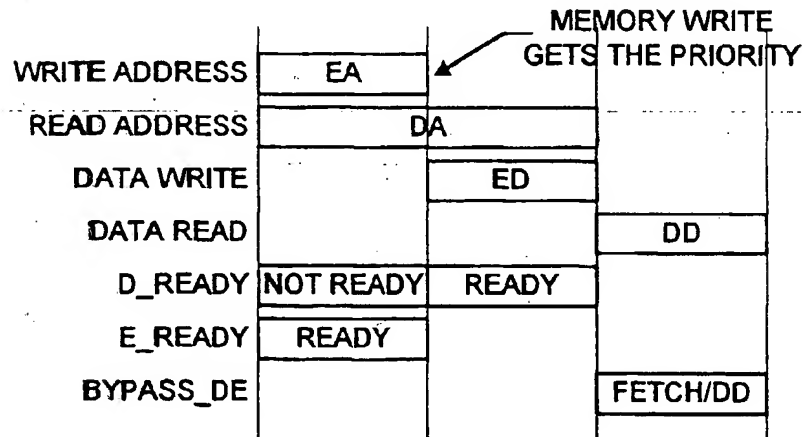 MEMORY WRITE
GETS THE PRIORITY
WRITE ADDRESS EA
READ ADDRESS DA
DATA WRITE ED
DATA READ DD
D_READY NOT READY READY
E_READY READY
BYPASS_DE FETCH/DD